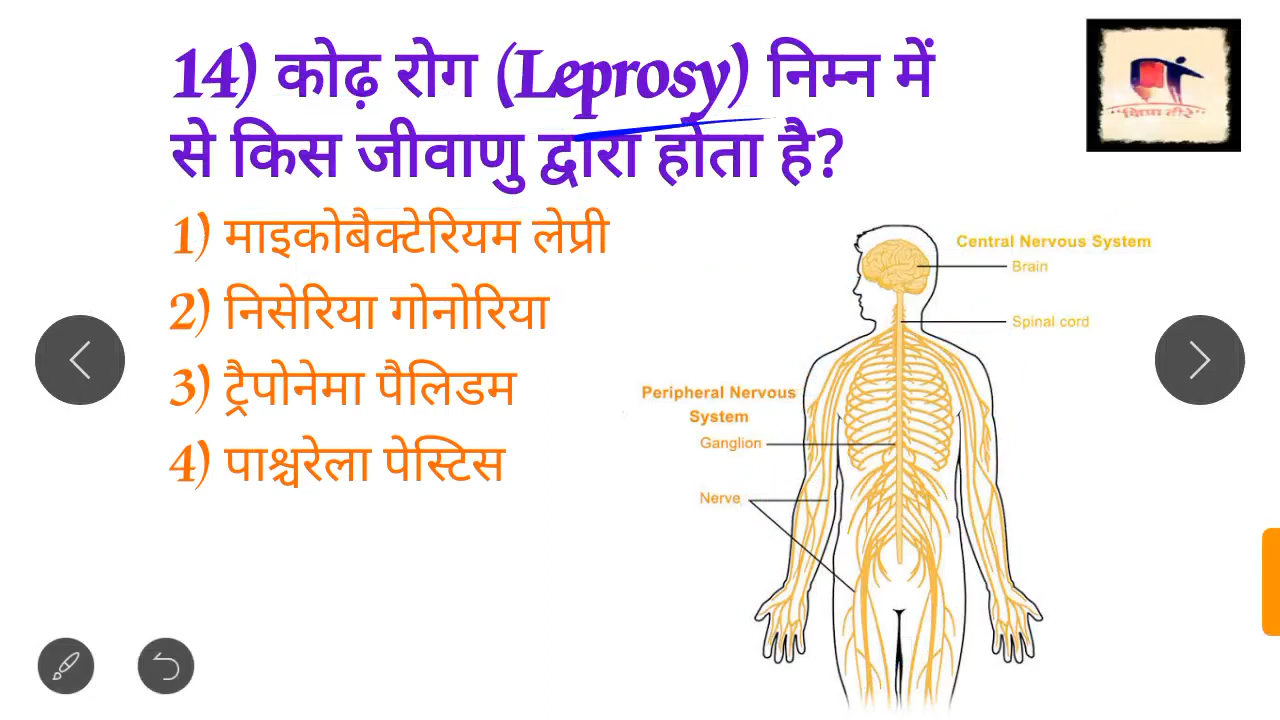 14) कोढ़ रोग (Leprosy) निम्न में
से किस जीवाणु द्वारा होता है?
1) माइकोबैक्टेरियम लेप्री
2) निसेरिया गोनोरिया
3) ट्रैपोनेमा पैलिडम
4) पाश्चरेला पेस्टिस
Central Nervous System
Brain
Spinal cord
Peripheral Nervous
System
Ganglion
Nerve